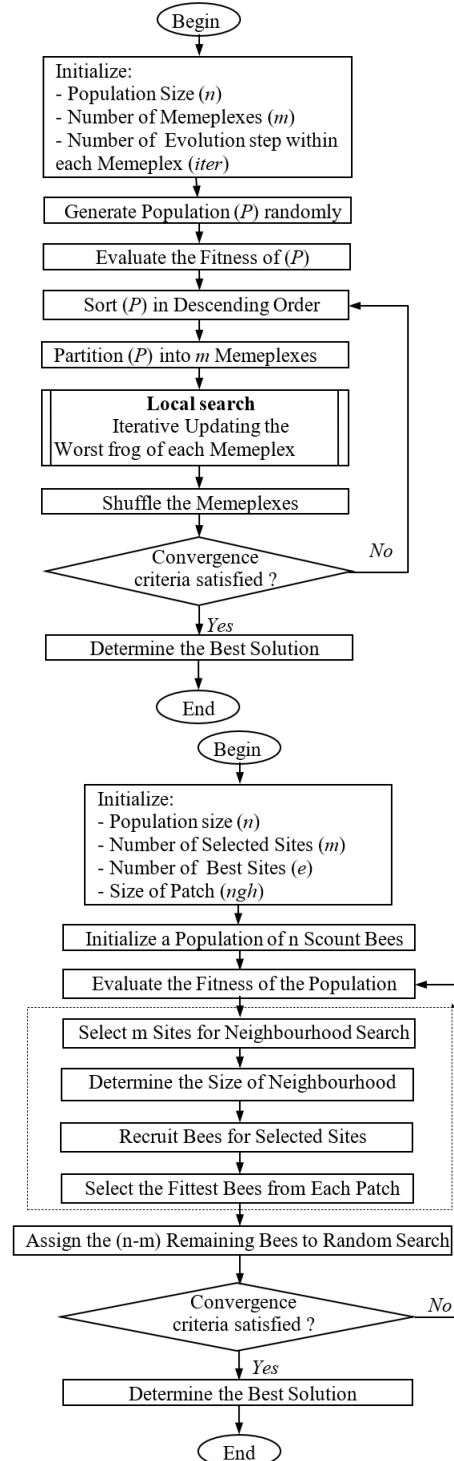 Begin
Initialize:
- Population Size (n)
- Number of Memeplexes (m)
- Number of Evolution step within
each Memeplex (iter)
Generate Population (P) randomly
Evaluate the Fitness of (P)
Sort (P) in Descending Order
Partition (P) into m Memeplexes
Local search
Iterative Updating the
Worst frog of each Memeplex
Shuffle the Memeplexes
Convergence
criteria satisfied ?
No
Yes
Determine the Best Solution
End
Begin
Initialize:
- Population size (n)
- Number of Selected Sites (m)
- Number of Best Sites (e)
- Size of Patch (ngh)
Initialize a Population of n Scount Bees
Evaluate the Fitness of the Population
Select m Sites for Neighbourhood Search
Determine the Size of Neighbourhood
Recruit Bees for Selected Sites
Select the Fittest Bees from Each Patch
Assign the (n-m) Remaining Bees to Random Search
Convergence
criteria satisfied ?
No
Yes
Determine the Best Solution
End